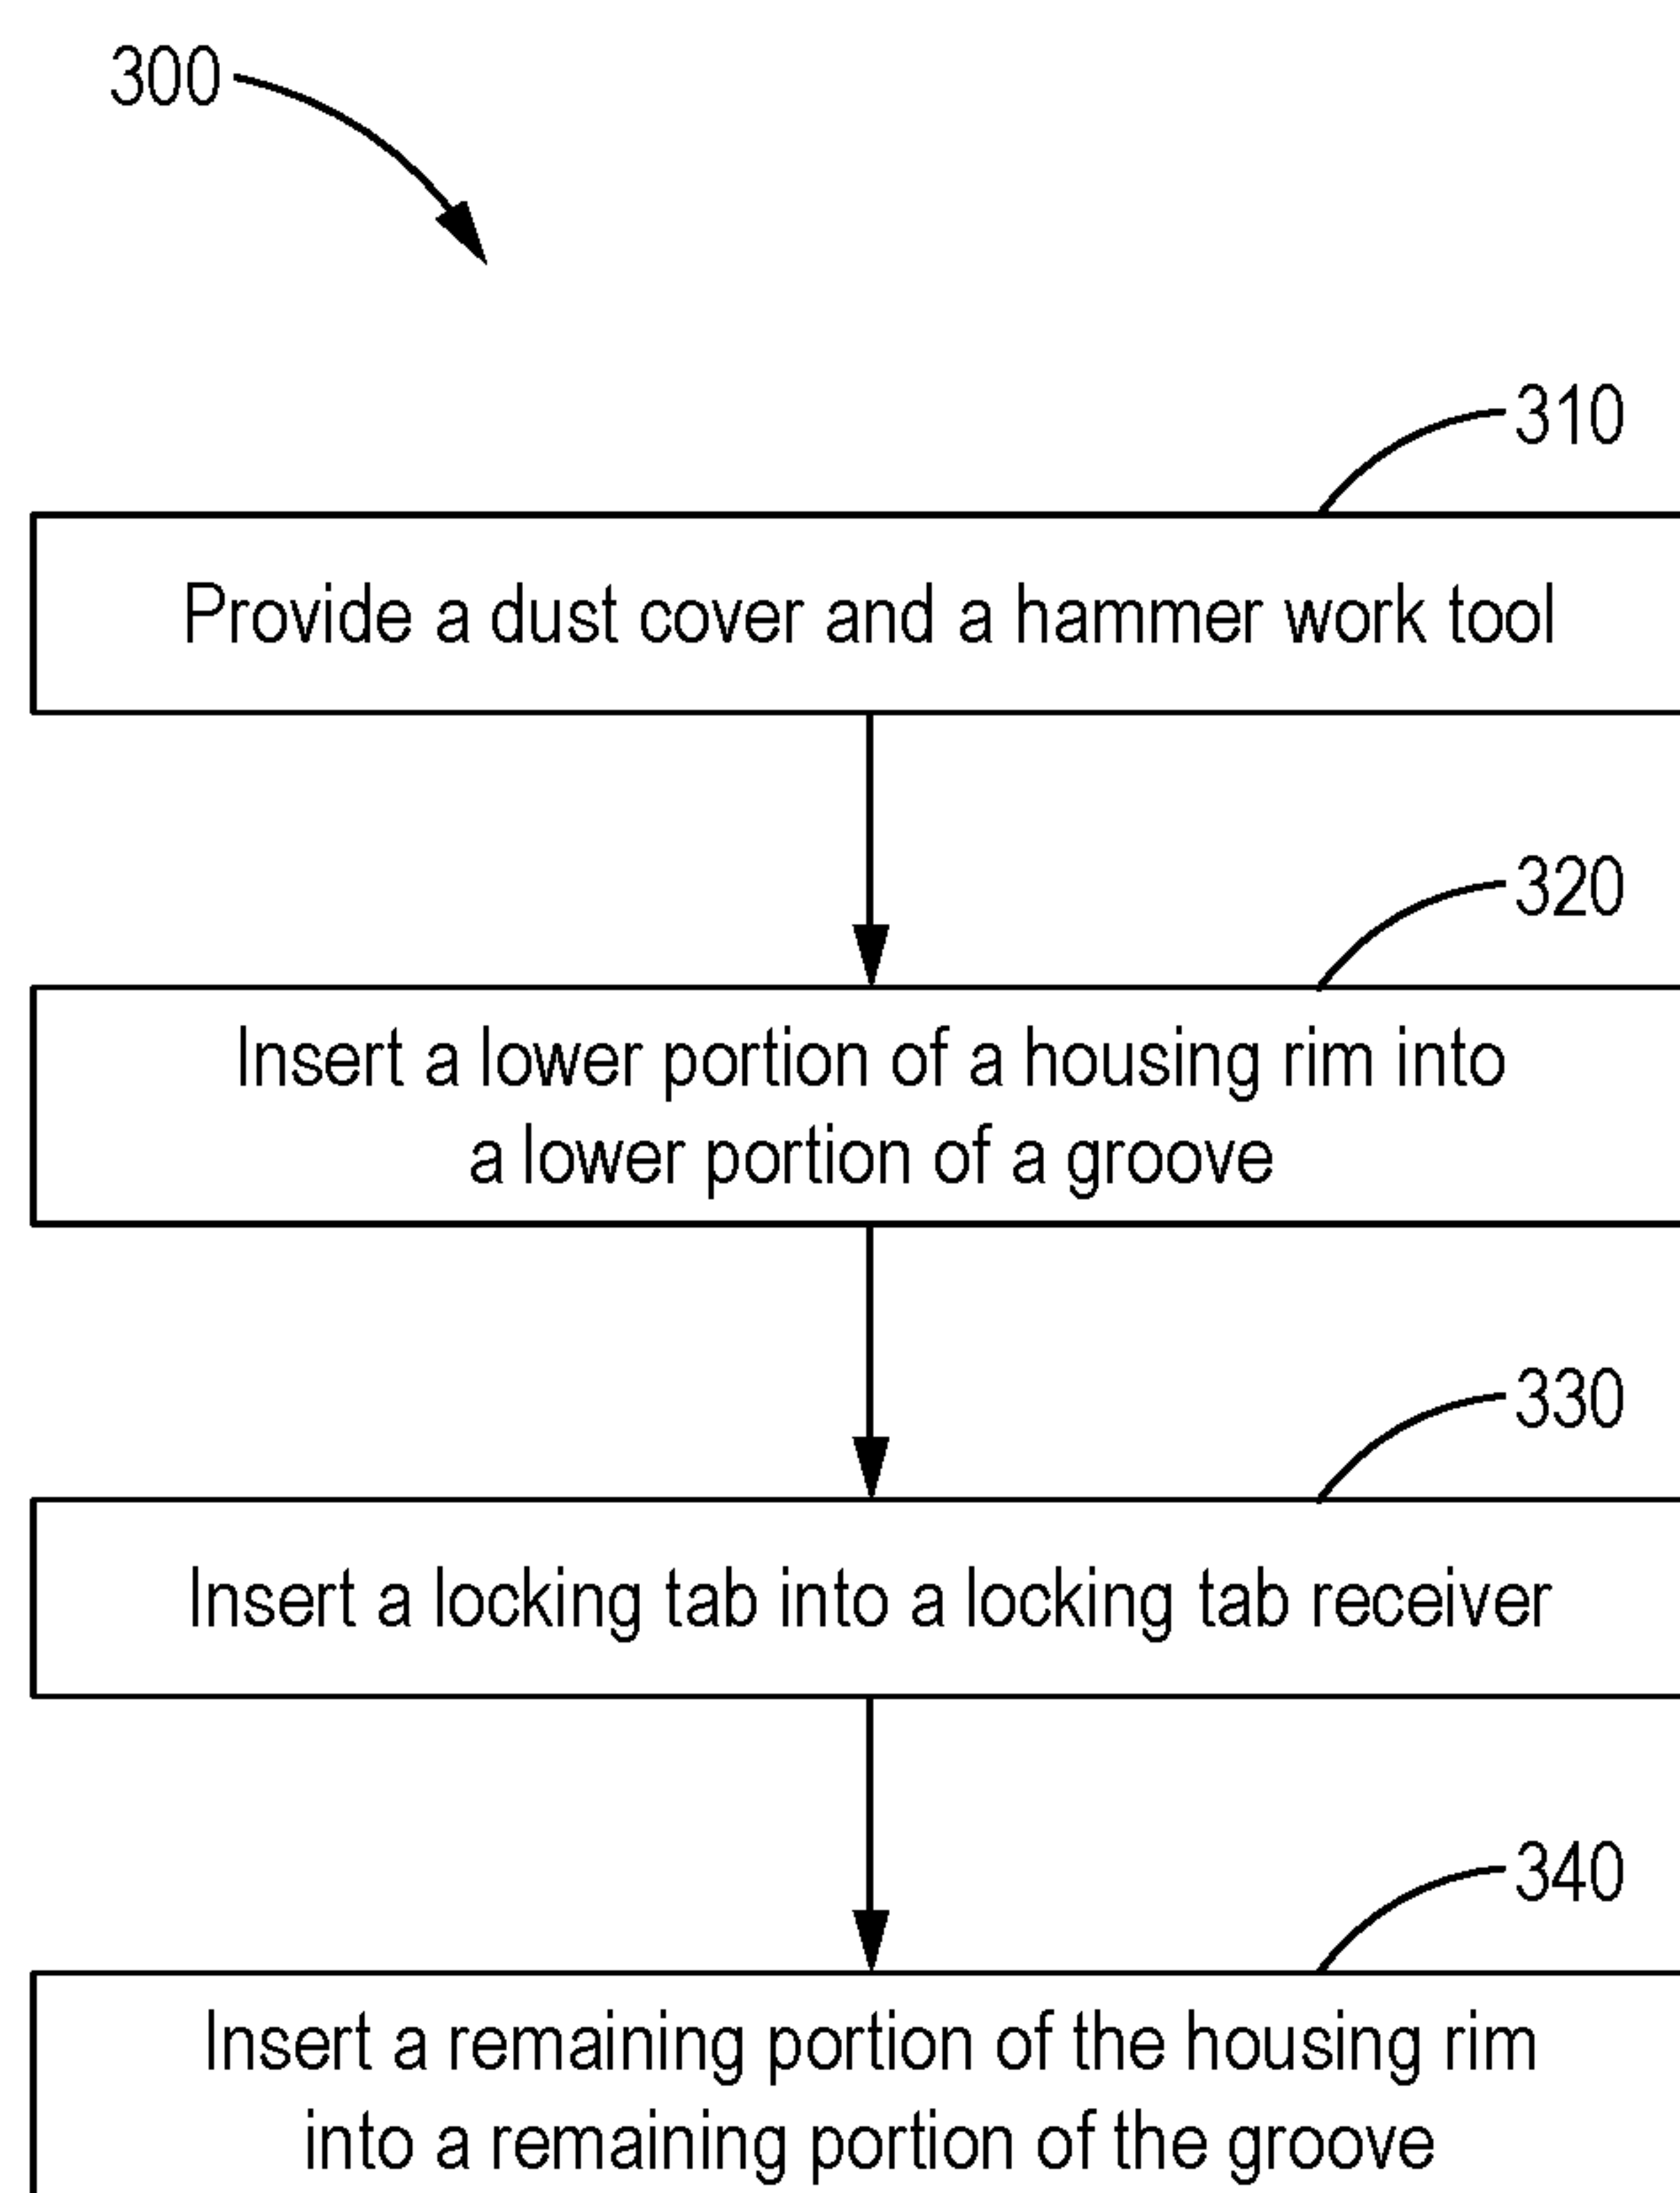 300
310
Provide a dust cover and a hammer work tool
320
Insert a lower portion of a housing rim into
a lower portion of a groove
330
Insert a locking tab into a locking tab receiver
340
Insert a remaining portion of the housing rim
into a remaining portion of the groove